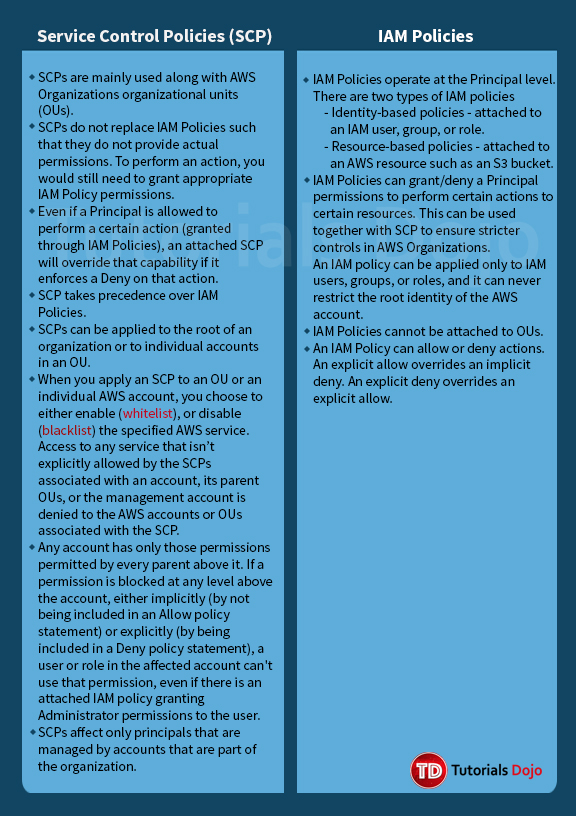 Service Control Policies (SCP)
SCPs are mainly used along with AWS
Organizations organizational units
(OUs).
SCPs do not replace IAM Policies such
that they do not provide actual
permissions. To perform an action, you
would still need to grant appropriate
IAM Policy permissions.
Even if a Principal is allowed to
perform a certain action (granted
through IAM Policies), an attached SCP
will override that capability if it
enforces a Deny on that action.
SCP takes precedence over IAM
Policies.
SCPs can be applied to the root of an
organization or to individual accounts
in an OU.
When you apply an SCP to an OU or an
individual AWS account, you choose to
either enable (whitelist), or disable
(blacklist) the specified AWS service.
Access to any service that isn’t
explicitly allowed by the SCPs
associated with an account, its parent
OUs, or the management account is
denied to the AWS accounts or OUs
associated with the SCP.
Any account has only those permissions
permitted by every parent above it. If a
permission is blocked at any level above
the account, either implicitly (by not
being included in an Allow policy
statement) or explicitly (by being
included in a Deny policy statement), a
user or role in the affected account can't
use that permission, even if there is an
attached IAM policy granting
Administrator permissions to the user.
SCPs affect only principals that are
managed by accounts that are part of
the organization.
IAM Policies
IAM Policies operate at the Principal level.
There are two types of IAM policies
- Identity-based policies - attached to
an IAM user, group, or role.
- Resource-based policies - attached to
an AWS resource such as an S3 bucket.
IAM Policies can grant/deny a Principal
permissions to perform certain actions to
certain resources. This can be used
together with SCP to ensure stricter
controls in AWS Organizations.
An IAM policy can be applied only to IAM
users, groups, or roles, and it can never
restrict the root identity of the AWS
account.
IAM Policies cannot be attached to OUs.
An IAM Policy can allow or deny actions.
An explicit allow overrides an implicit
deny. An explicit deny overrides an
explicit allow.
TD Tutorials Dojo
Tutorials Dojo